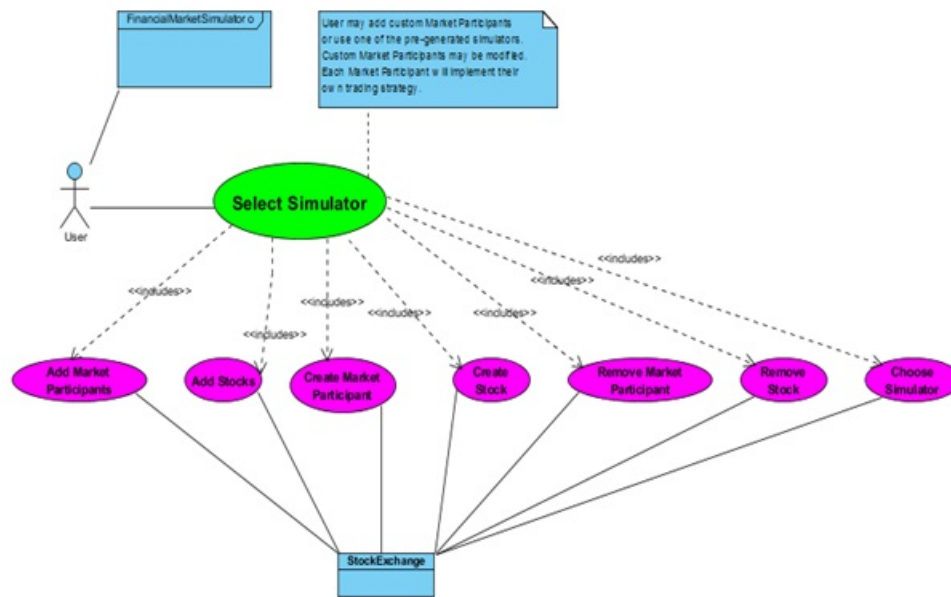 FinancialMarketSimulator o
User may add custom Market Participants
or use one of the pre-generated simulators.
Custom Market Participants may be modified.
Each Market Participant will implement their
own trading strategy.
Select Simulator
User
<<includes>>
<<includes>>
<<includes>>
<<includes>>
<<includes>>
<<includes>>
<<includes>>
Add Market
Participants
Add Stocks
Create Market
Participant
Create
Stock
Remove Market
Participant
Remove
Stock
Choose
Simulator
StockExchange